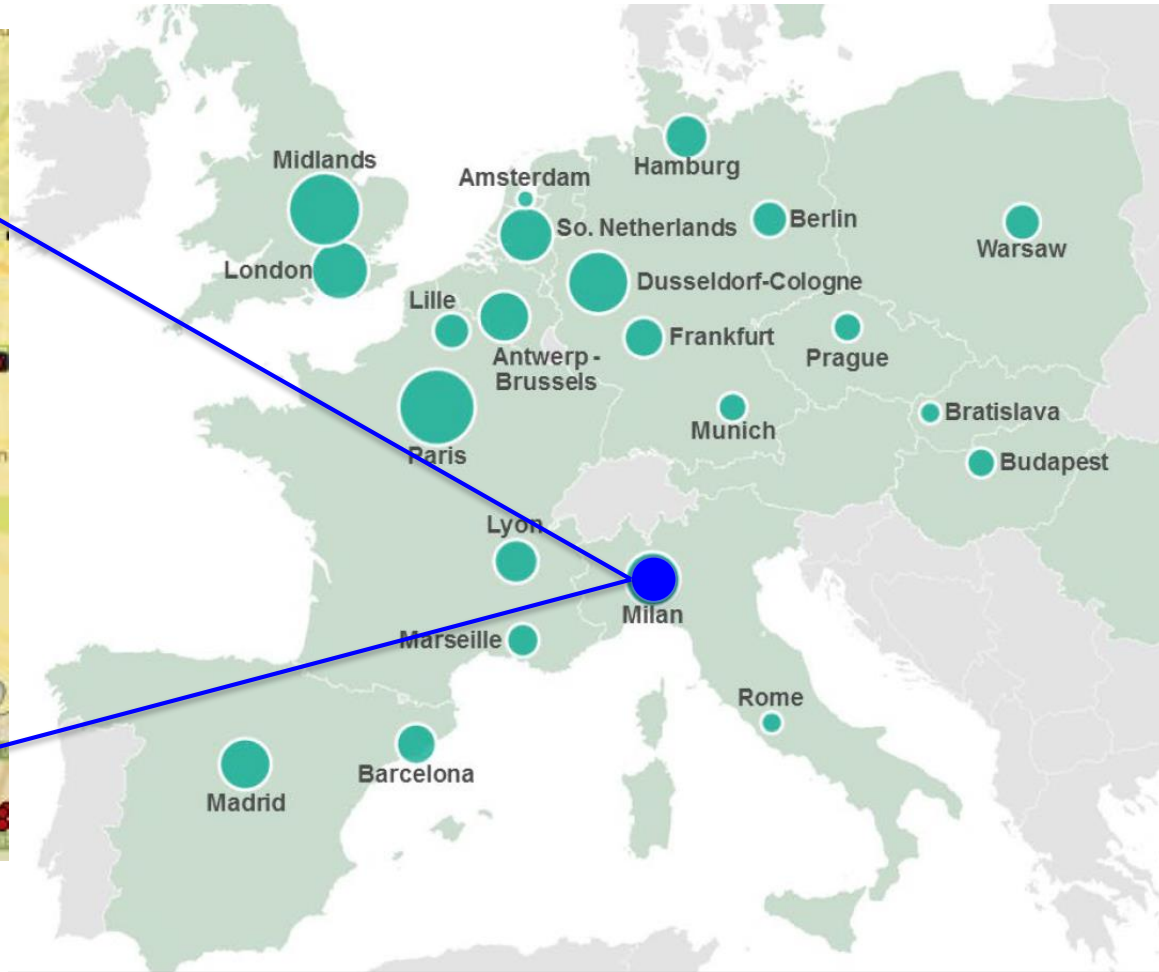 Midlands
Amsterdam
Hamburg
So. Netherlands
Berlin
Warsaw
London
Dusseldorf-Cologne
Lille
Antwerp -
Brussels
Frankfurt
Prague
Paris
Munich
Bratislava
Budapest
Lyon
Milan
Marseille
Rome
Barcelona
Madrid